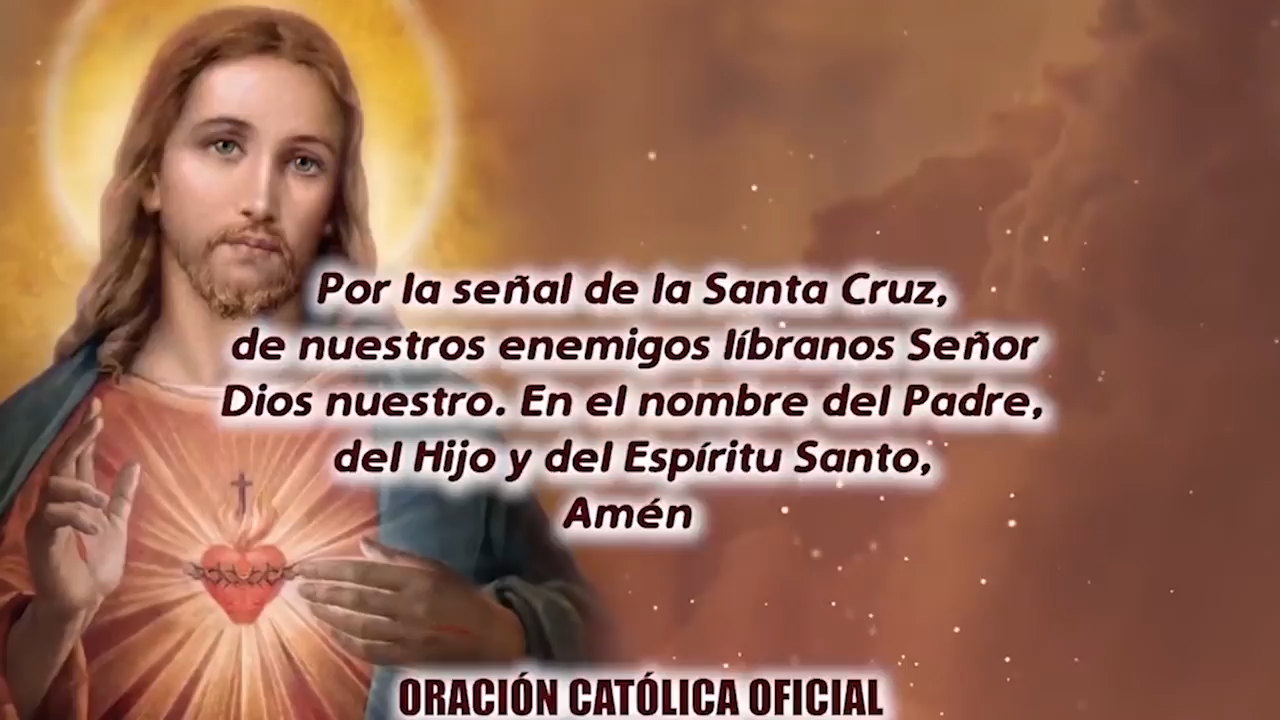 Por la señal de la Santa Cruz,
de nuestros enemigos líbranos Señor
Dios nuestro. En el nombre del Padre,
del Hijo y del Espíritu Santo,
Amén
ORACIÓN CATÓLICA OFICIAL